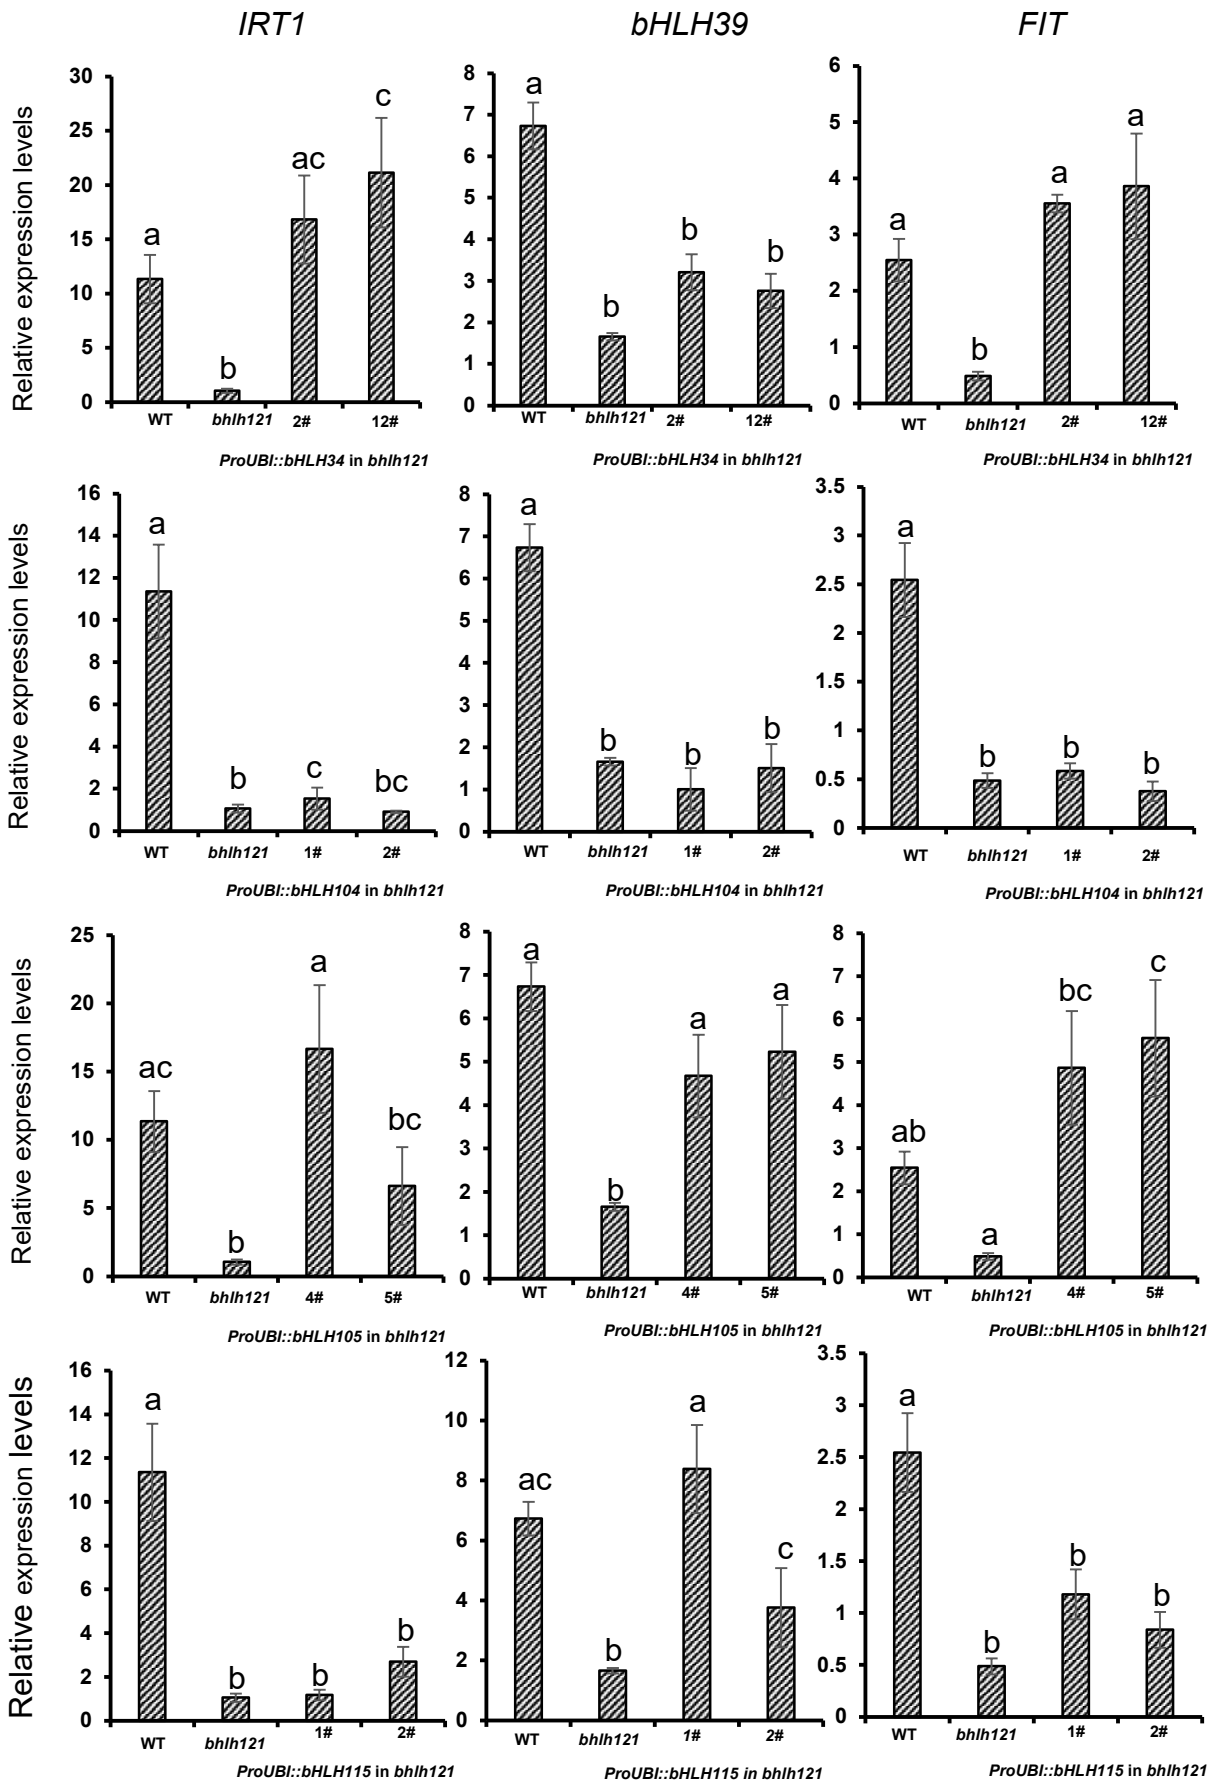 IRT1 bHLH39 FIT
Relative expression levels
30
25
20
15
10
5
0
a
b
ac
c
WT bhlh121 2# 12#
ProUBI::bHLH34 in bhlh121
8
7
6
5
4
3
2
1
0
a
b
b
b
WT bhlh121 2# 12#
ProUBI::bHLH34 in bhlh121
6
5
4
3
2
1
0
a
b
a
a
WT bhlh121 2# 12#
ProUBI::bHLH34 in bhlh121
Relative expression levels
16
14
12
10
8
6
4
2
0
a
b
c
bc
WT bhlh121 1# 2#
ProUBI::bHLH104 in bhlh121
8
7
6
5
4
3
2
1
0
a
b
b
b
WT bhlh121 1# 2#
ProUBI::bHLH104 in bhlh121
3.5
3
2.5
2
1.5
1
0.5
0
a
b
b
b
WT bhlh121 1# 2#
ProUBI::bHLH104 in bhlh121
Relative expression levels
25
20
15
10
5
0
ac
b
a
bc
WT bhlh121 4# 5#
ProUBI::bHLH105 in bhlh121
8
7
6
5
4
3
2
1
0
a
b
a
a
WT bhlh121 4# 5#
ProUBI::bHLH105 in bhlh121
8
7
6
5
4
3
2
1
0
ab
a
bc
c
WT bhlh121 4# 5#
ProUBI::bHLH105 in bhlh121
Relative expression levels
16
14
12
10
8
6
4
2
0
a
b
b
b
WT bhlh121 1# 2#
ProUBI::bHLH115 in bhlh121
12
10
8
6
4
2
0
ac
b
a
c
WT bhlh121 1# 2#
ProUBI::bHLH115 in bhlh121
3.5
3
2.5
2
1.5
1
0.5
0
a
b
b
b
WT bhlh121 1# 2#
ProUBI::bHLH115 in bhlh121